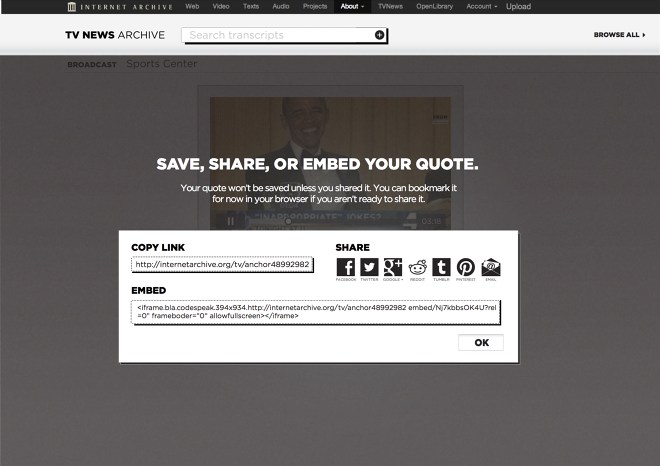 INTERNET ARCHIVE
Web Video Texts Audio Projects About TVNews OpenLibrary Account Upload
TV NEWS ARCHIVE
Search transcripts
BROWSE ALL
BROADCAST Sports Center
SAVE, SHARE, OR EMBED YOUR QUOTE.
Your quote won't be saved unless you shared it. You can bookmark it
for now in your browser if you aren't ready to share it.
"INAPPROPRIATE" JOKES?
03:18
COPY LINK
http://internetarchive.org/tv/anchor48992982
SHARE
FACEBOOK TWITTER GOOGLE + REDDIT TUMBLR PINTEREST EMAIL
EMBED
<iframe.bla.codespeak.394x934.http://internetarchive.org/tv/anchor48992982 embed/Nj7kbbsOK4U?rel
=0" frameboder="0" allowfullscreen></iframe>
OK